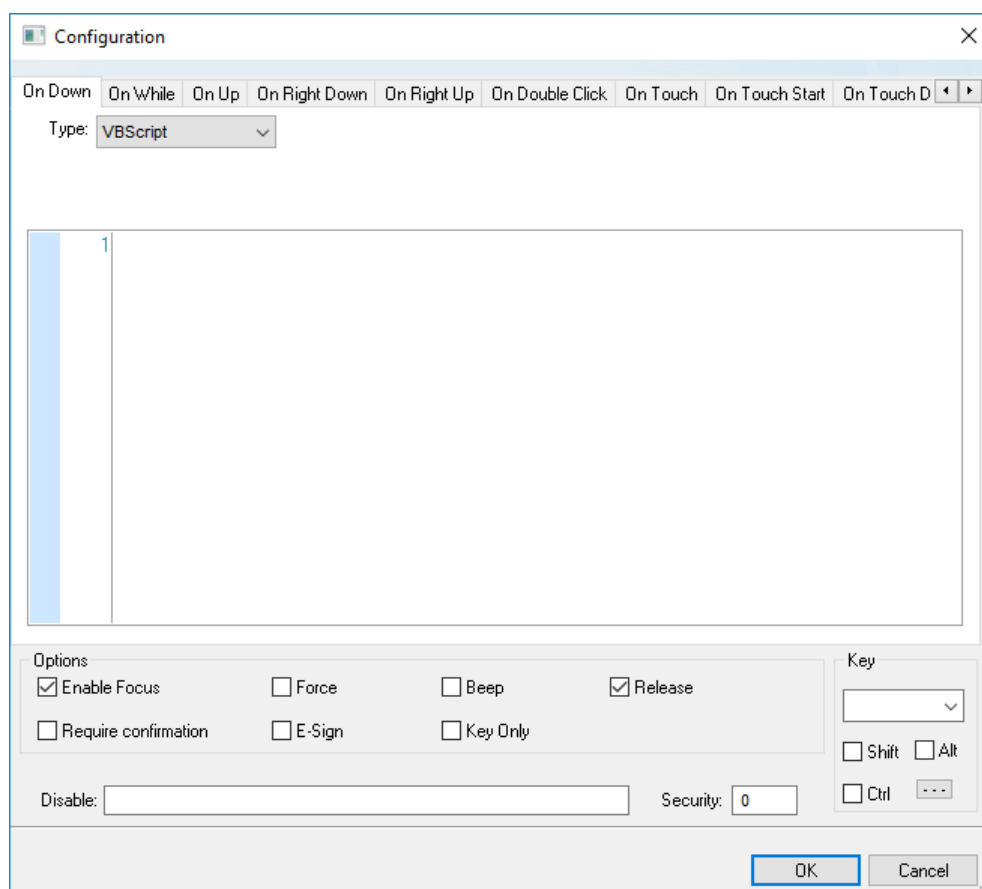 Configuration
On Down On While On Up On Right Down On Right Up On Double Click On Touch On Touch Start On Touch D
Type: VBScript
1
Options Key
Enable Focus Force Beep Release
Require confirmation E-Sign Key Only
Shift Alt
Disable: Security: 0 Ctrl ...
OK Cancel